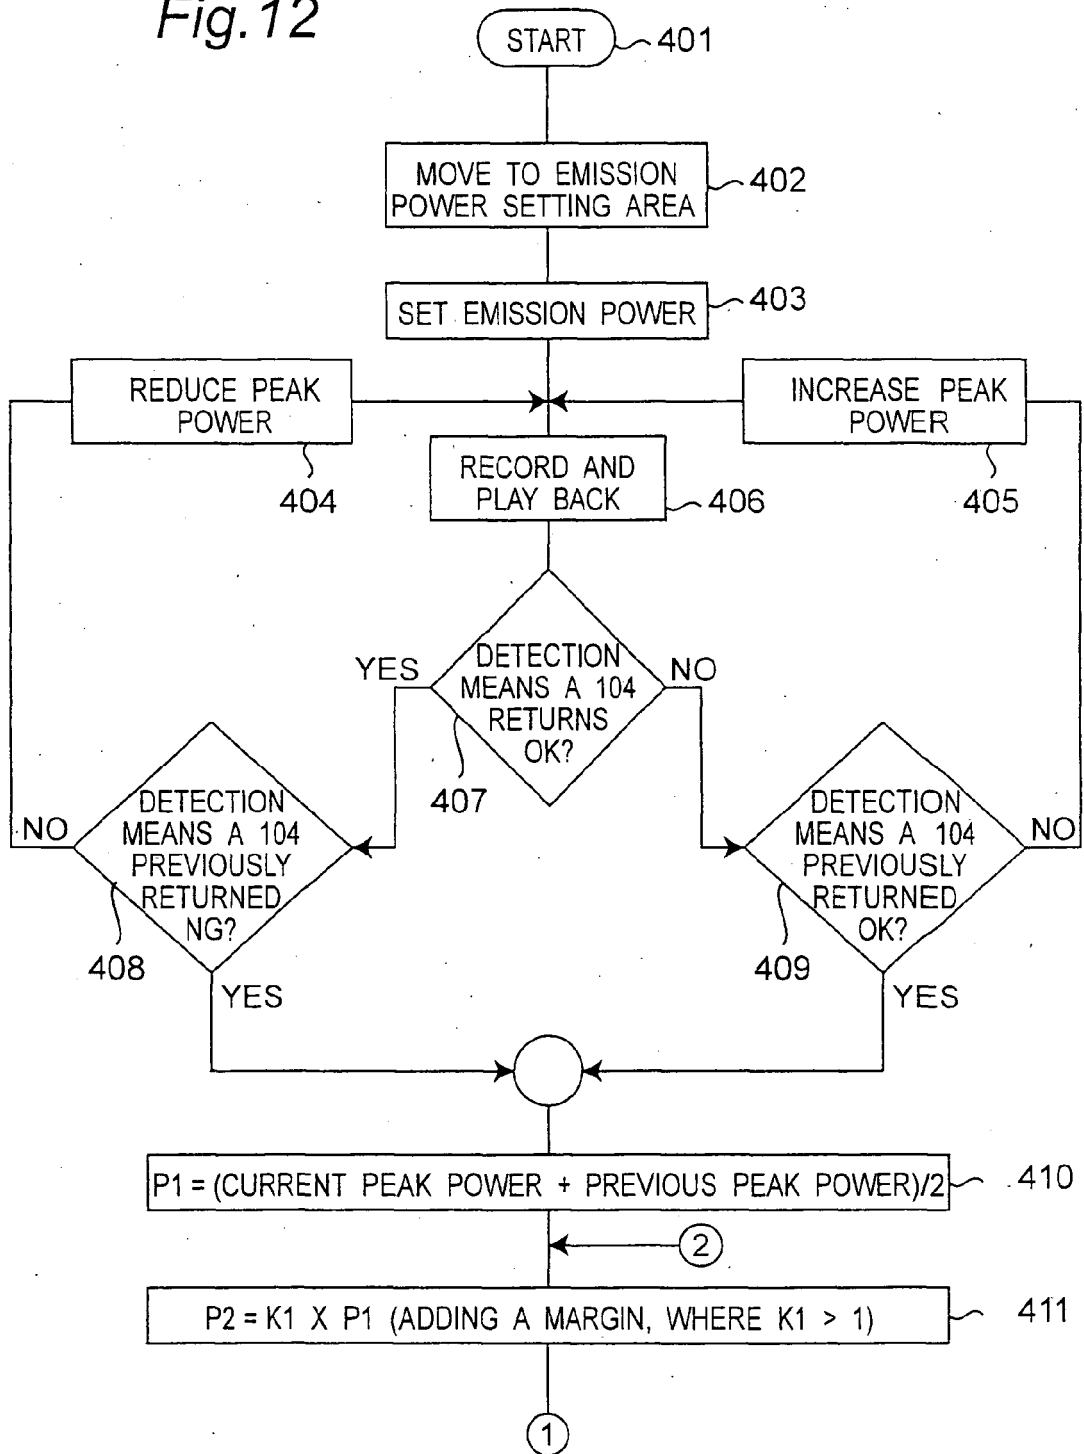 Fig.12
START
401
MOVE TO EMISSION
POWER SETTING AREA
402
SET EMISSION POWER
403
REDUCE PEAK
POWER
404
INCREASE PEAK
POWER
405
RECORD AND
PLAY BACK
406
DETECTION
MEANS A 104
RETURNS
OK?
YES
NO
407
DETECTION
MEANS A 104
PREVIOUSLY
RETURNED
NG?
NO
408
YES
DETECTION
MEANS A 104
PREVIOUSLY
RETURNED
OK?
NO
409
YES
P1 = (CURRENT PEAK POWER + PREVIOUS PEAK POWER)/2
410
2
P2 = K1 X P1 (ADDING A MARGIN, WHERE K1 > 1)
411
1